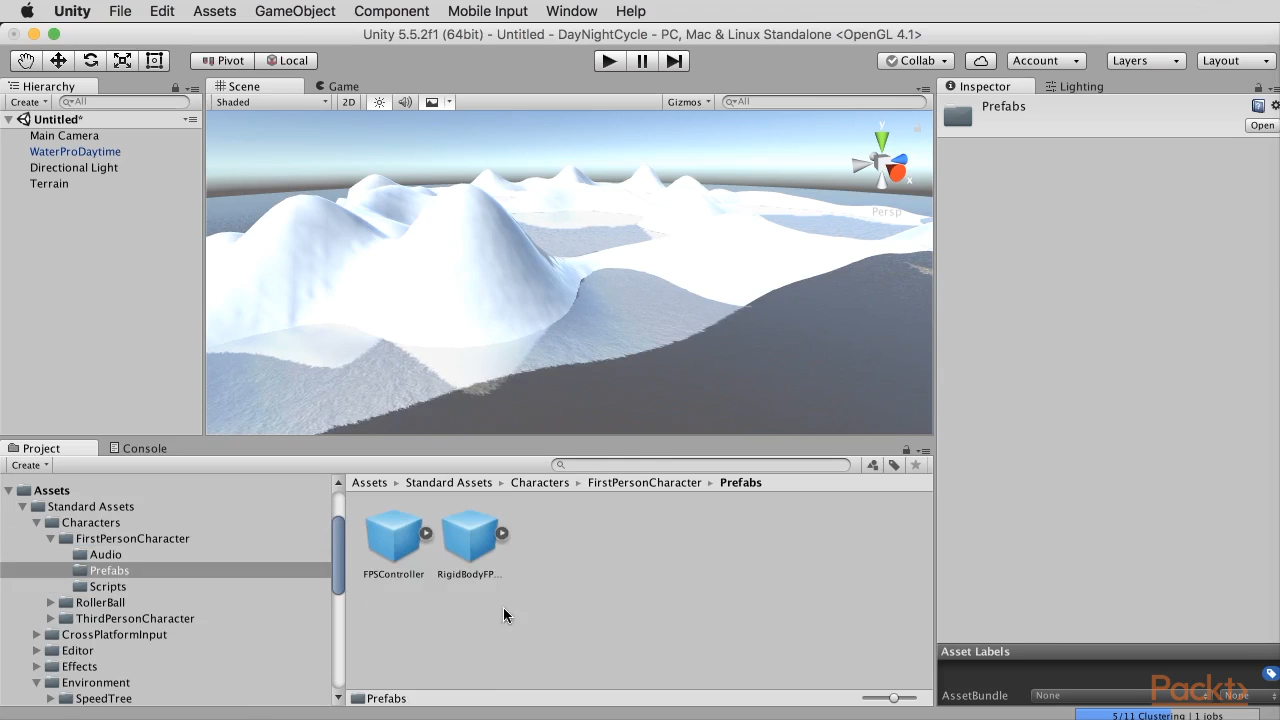 Unity File Edit Assets GameObject Component Mobile Input Window Help
Unity 5.5.2f1 (64bit) - Untitled - DayNightCycle - PC, Mac & Linux Standalone <OpenGL 4.1>
Pivot Local Collab Account Layers Layout
Hierarchy Scene Game Inspector Lighting
Create All Shaded 2D Gizmos All
Prefabs
Open
Untitled*
Main Camera
WaterProDaytime
Directional Light
Terrain
y
x
Persp
Project Console
Create
Assets Standard Assets Characters FirstPersonCharacter Prefabs
Assets
Standard Assets
Characters
FirstPersonCharacter
Audio
Prefabs
Scripts
RollerBall
ThirdPersonCharacter
CrossPlatformInput
Editor
Effects
Environment
SpeedTree
FPSController RigidBodyFP...
Prefabs
Asset Labels
AssetBundle None None
Packt
5/11 Clustering | 1 jobs